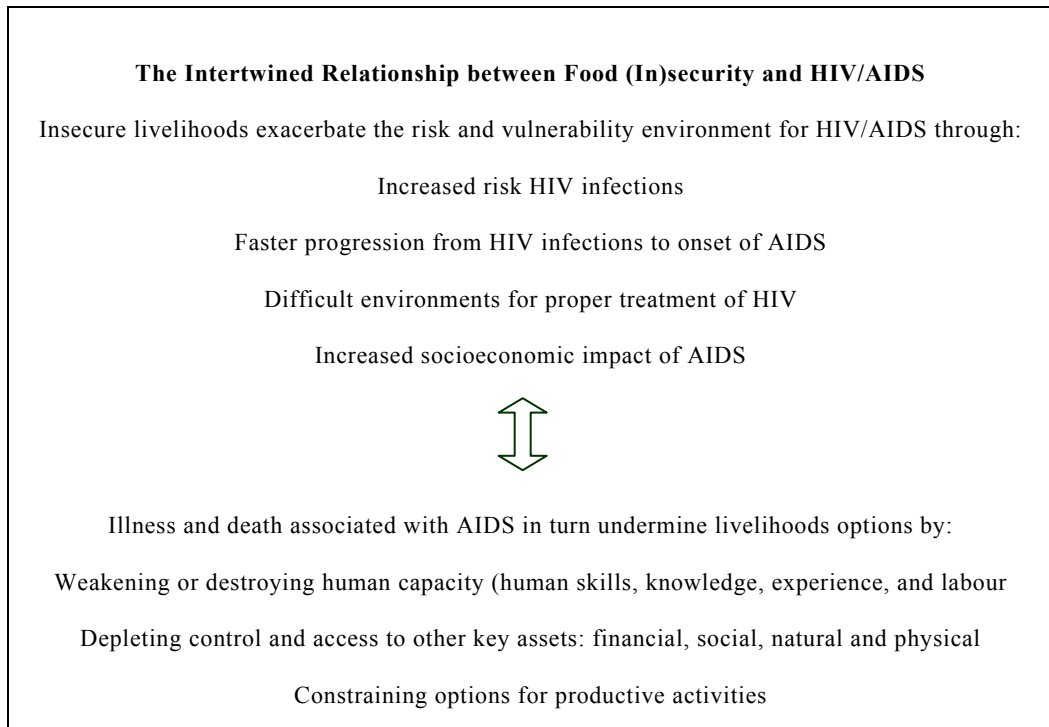 The Intertwined Relationship between Food (In)security and HIV/AIDS
Insecure livelihoods exacerbate the risk and vulnerability environment for HIV/AIDS through:
Increased risk HIV infections
Faster progression from HIV infections to onset of AIDS
Difficult environments for proper treatment of HIV
Increased socioeconomic impact of AIDS
Illness and death associated with AIDS in turn undermine livelihoods options by:
Weakening or destroying human capacity (human skills, knowledge, experience, and labour
Depleting control and access to other key assets: financial, social, natural and physical
Constraining options for productive activities